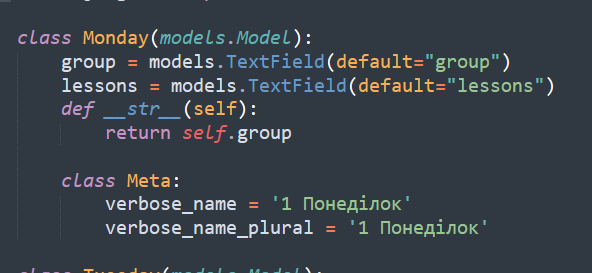 class Monday(models.Model):
    group = models.TextField(default="group")
    lessons = models.TextField(default="lessons")
    def __str__(self):
        return self.group
    class Meta:
        verbose_name = '1 Понеділок'
        verbose_name_plural = '1 Понеділок'
class Tuesday(models.Model):